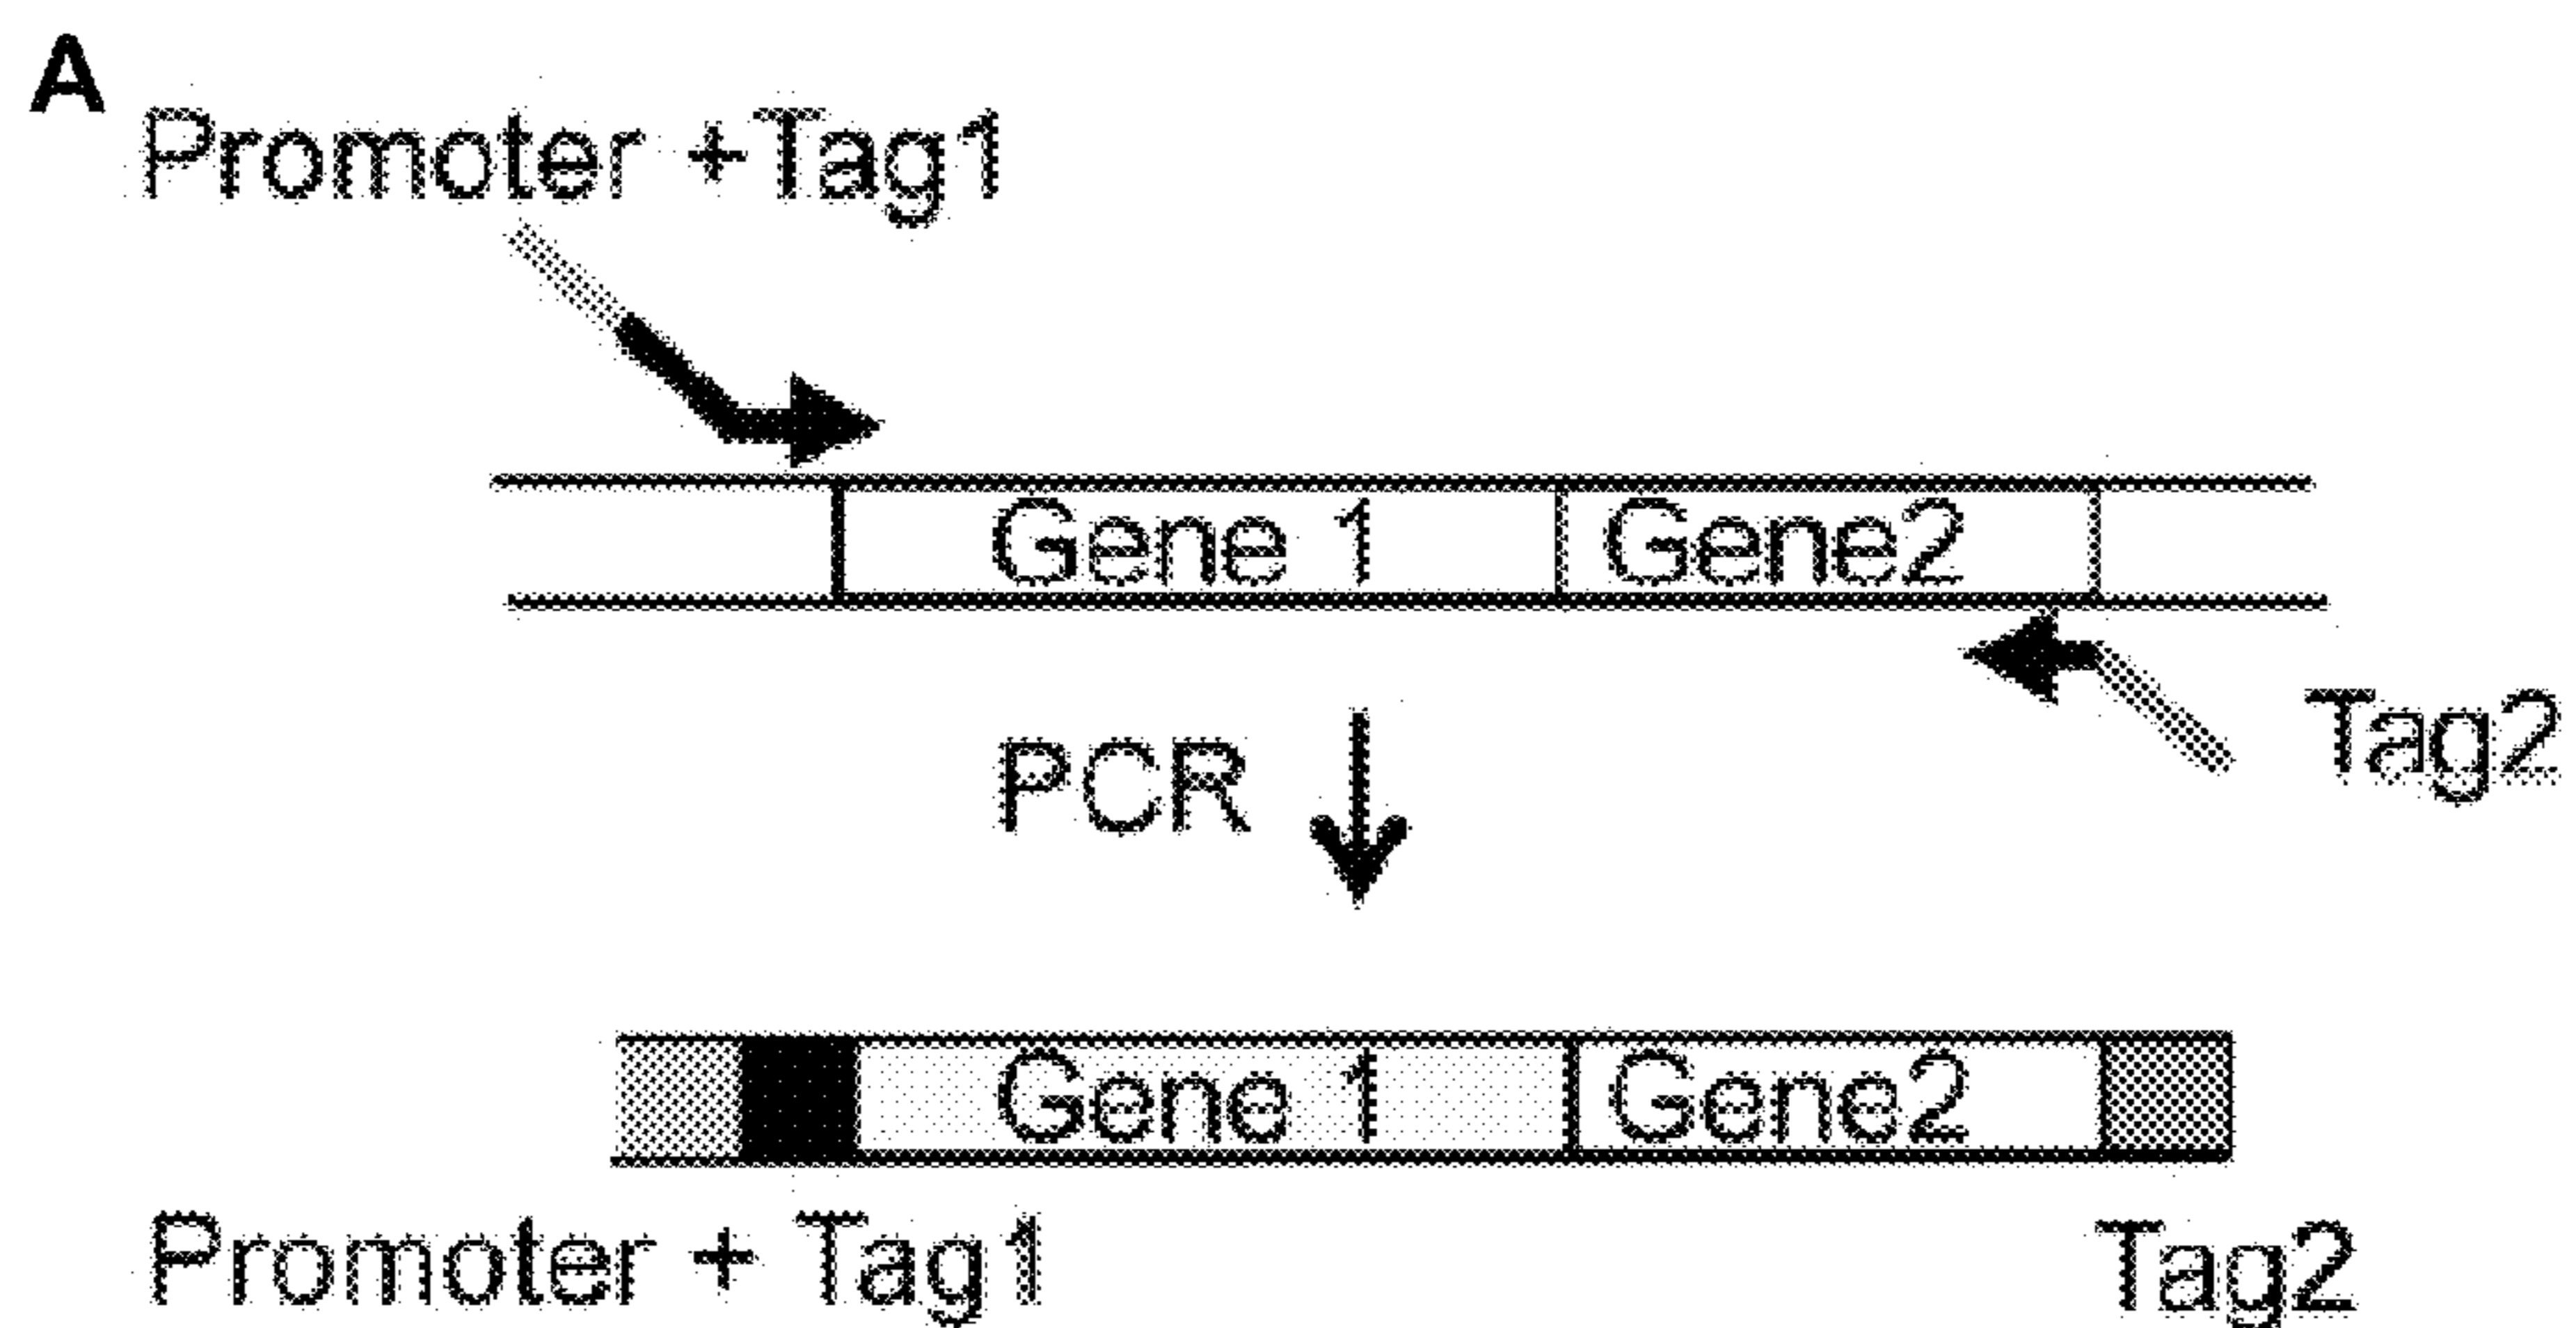 A
Promoter +Tag1
Gene 1 Gene2
Tag2
PCR
Gene 1 Gene2
Promoter + Tag1 Tag2